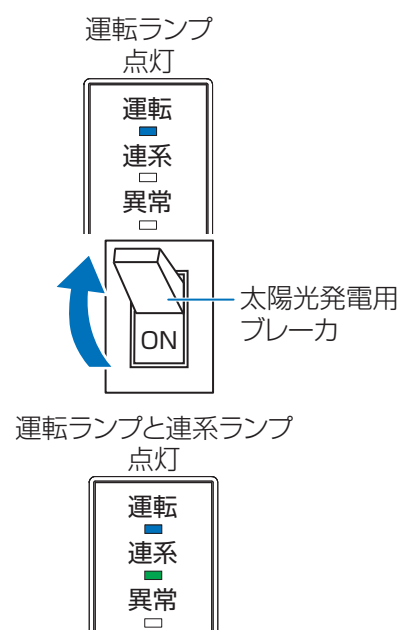 運転ランプ
点灯
運転
連系
異常
ON
太陽光発電用
ブレーカ
運転ランプと連系ランプ
点灯
運転
連系
異常